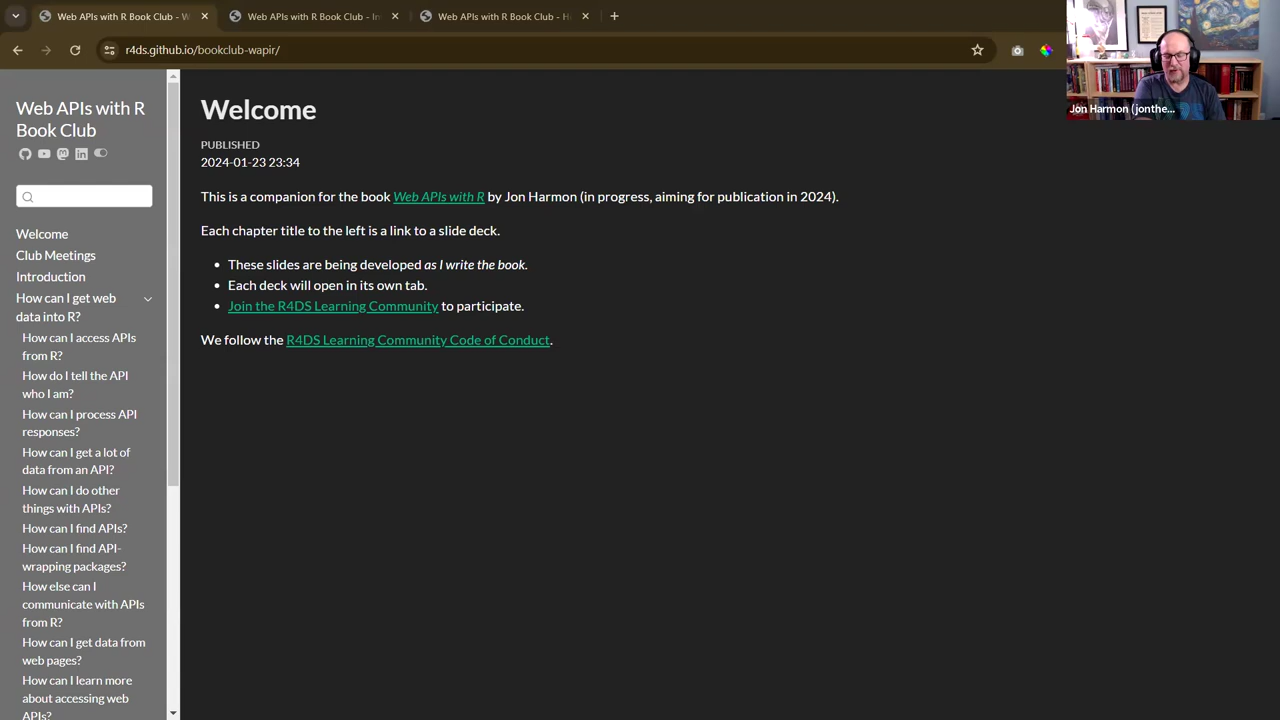 Web APIs with R Book Club - W
Web APIs with R Book Club - In
Web APIs with R Book Club - H
r4ds.github.io/bookclub-wapir/
Jon Harmon (jonthe...
Web APIs with R
Book Club
Welcome
Club Meetings
Introduction
How can I get web
data into R?
How can I access APIs
from R?
How do I tell the API
who I am?
How can I process API
responses?
How can I get a lot of
data from an API?
How can I do other
things with APIs?
How can I find APIs?
How can I find API-
wrapping packages?
How else can I
communicate with APIs
from R?
How can I get data from
web pages?
How can I learn more
about accessing web
APIs?
Welcome
PUBLISHED
2024-01-23 23:34
This is a companion for the book Web APIs with R by Jon Harmon (in progress, aiming for publication in 2024).
Each chapter title to the left is a link to a slide deck.
• These slides are being developed as I write the book.
• Each deck will open in its own tab.
• Join the R4DS Learning Community to participate.
We follow the R4DS Learning Community Code of Conduct.